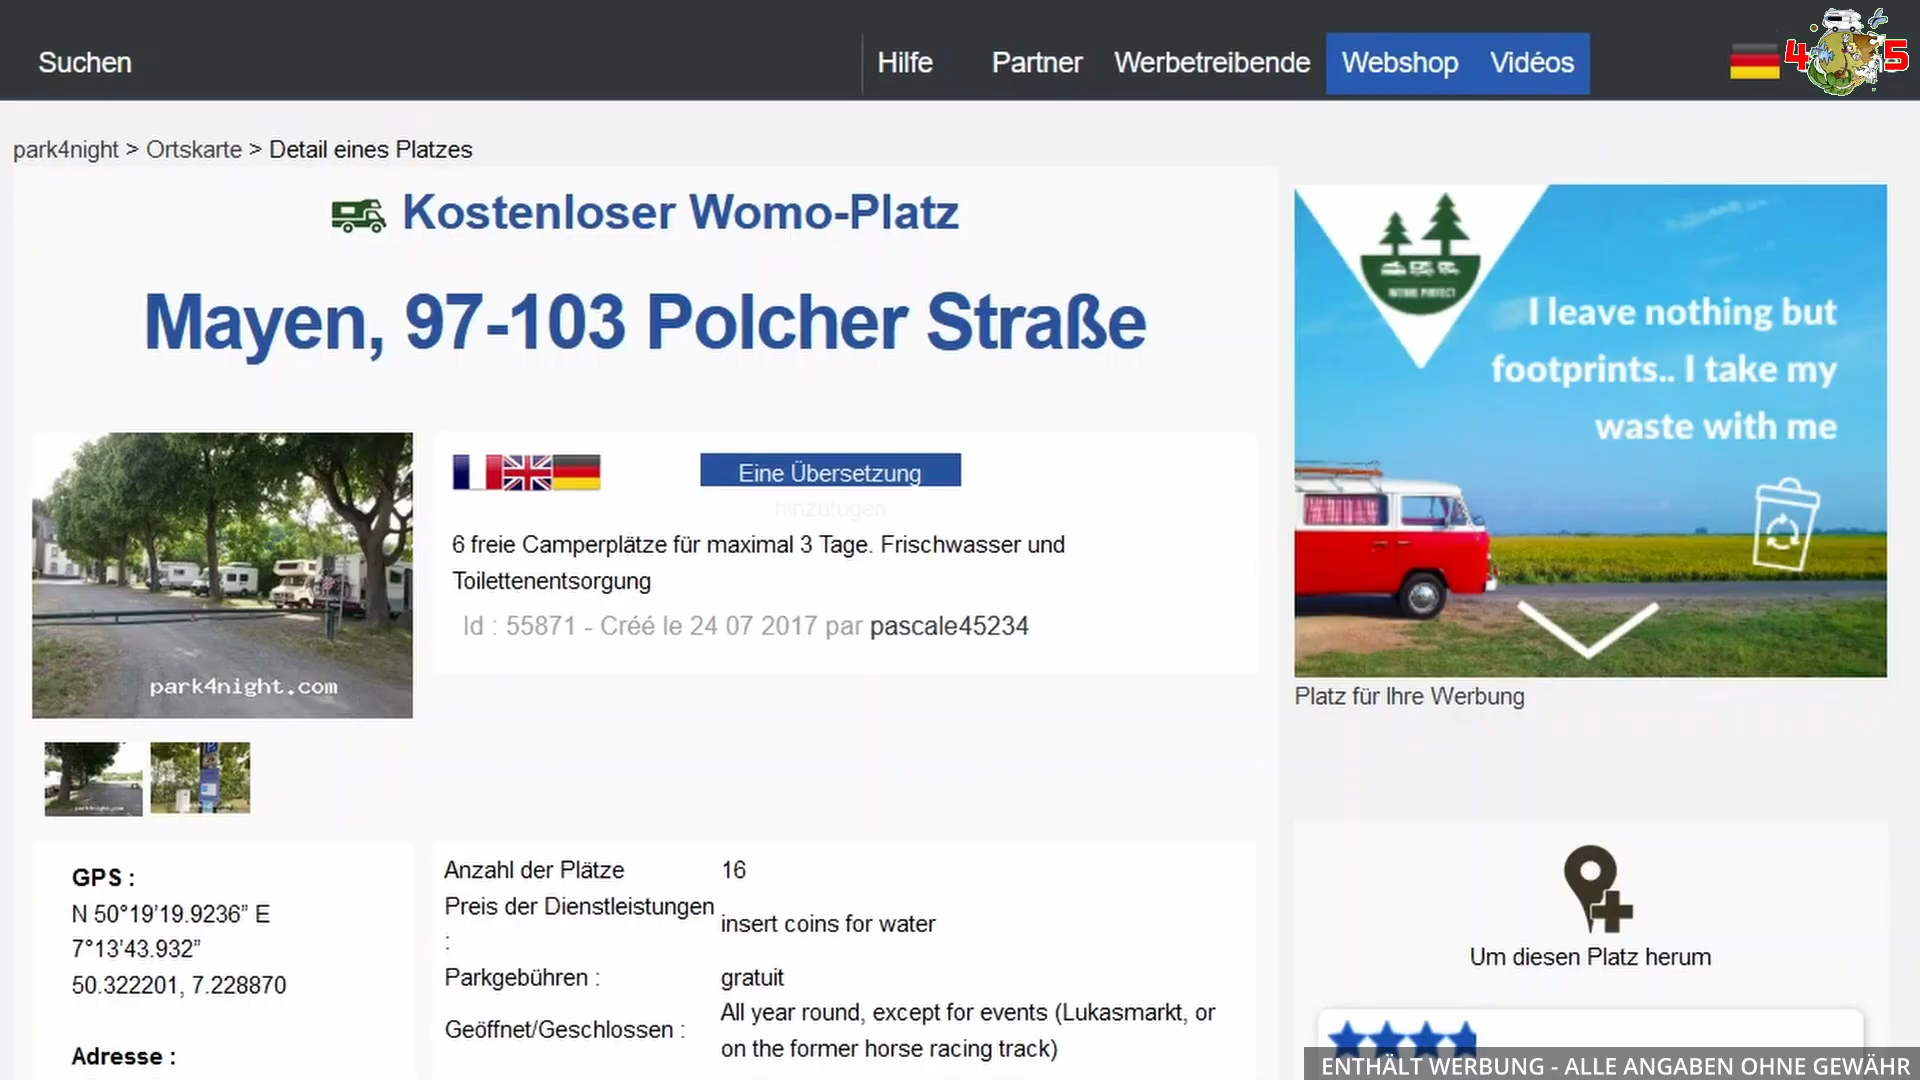 Suchen
Hilfe
Partner
Werbetreibende
Webshop
Vidéos
4 5
park4night > Ortskarte > Detail eines Platzes
Kostenloser Womo-Platz
Mayen, 97-103 Polcher Straße
I leave nothing but
footprints.. I take my
waste with me
Eine Übersetzung
hinzufügen
6 freie Camperplätze für maximal 3 Tage. Frischwasser und
Toilettenentsorgung
Id : 55871 - Créé le 24 07 2017 par pascale45234
park4night.com
Platz für Ihre Werbung
GPS :
N 50°19'19.9236” E
7°13'43.932”
50.322201, 7.228870
Adresse :
Anzahl der Plätze 16
Preis der Dienstleistungen
: insert coins for water
Parkgebühren : gratuit
Geöffnet/Geschlossen : All year round, except for events (Lukasmarkt, or
on the former horse racing track)
Um diesen Platz herum
ENTHÄLT WERBUNG - ALLE ANGABEN OHNE GEWÄHR